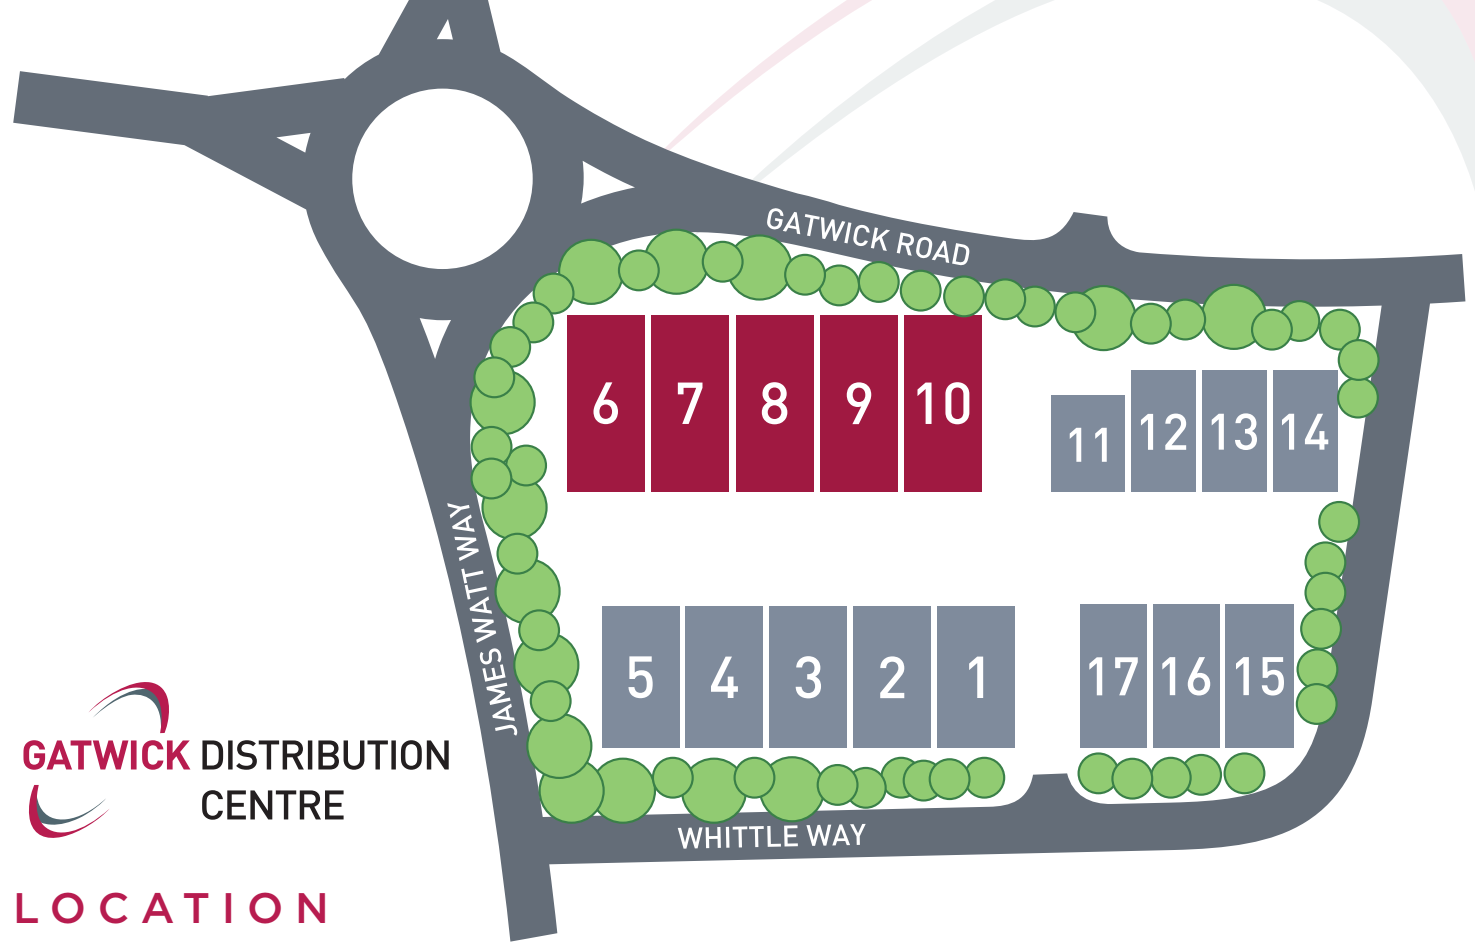 GATWICK ROAD
6 7 8 9 10
11 12 13 14
JAMES WATT WAY
5 4 3 2 1
17 16 15
GATWICK DISTRIBUTION
CENTRE
WHITTLE WAY
LOCATION